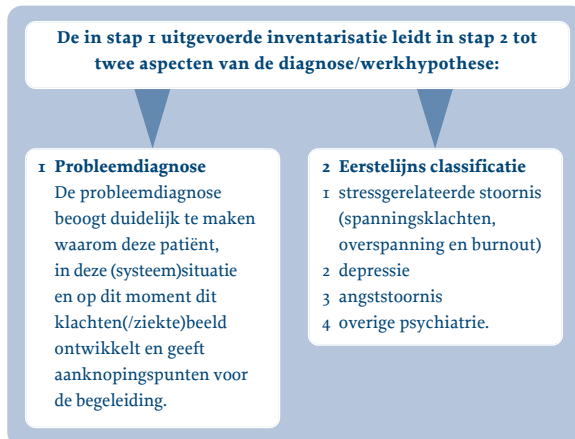 De in stap 1 uitgevoerde inventarisatie leidt in stap 2 tot
twee aspecten van de diagnose/werkhypothese:
1 Probleemdiagnose
De probleemdiagnose
beoogt duidelijk te maken
waarom deze patiënt,
in deze (systeem)situatie
en op dit moment dit
klachten(/ziekte)beeld
ontwikkelt en geeft
aanknopingspunten voor
de begeleiding.
2 Eerstelijns classificatie
1 stressgerelateerde stoornis
(spanningsklachten,
overspanning en burnout)
2 depressie
3 angststoornis
4 overige psychiatrie.